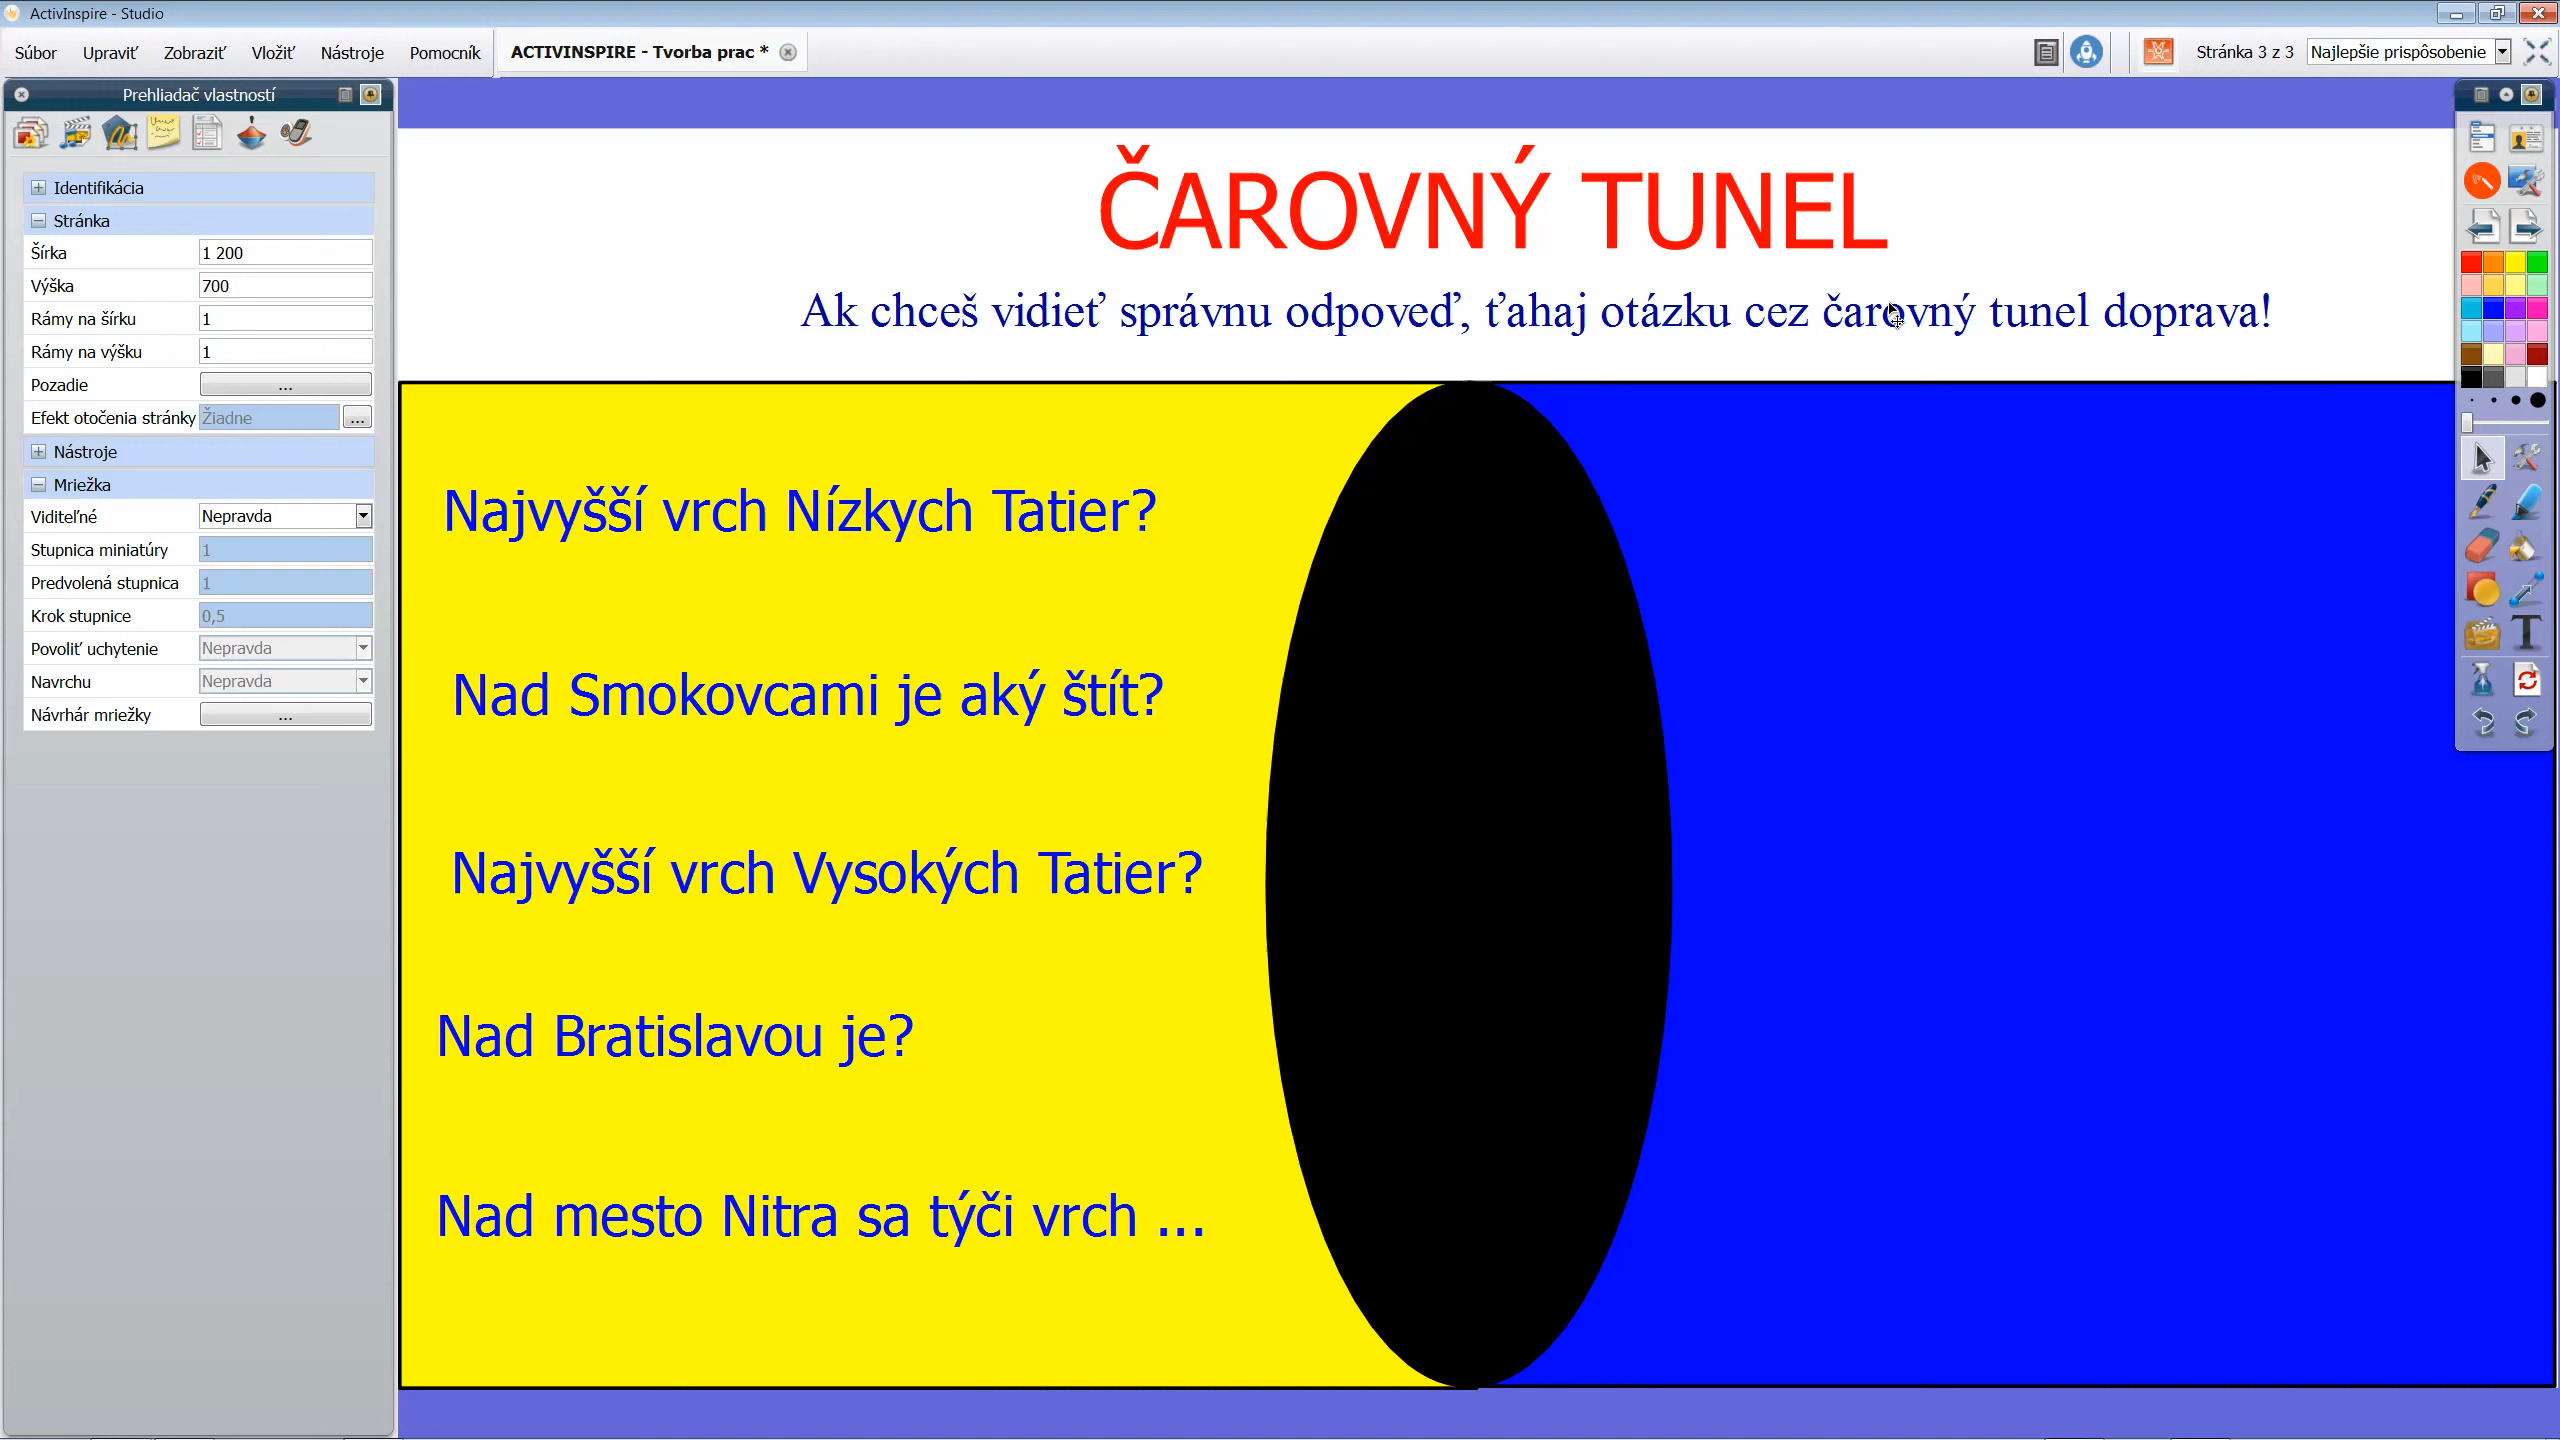 ActivInspire - Studio
Súbor Upraviť Zobraziť Vložiť Nástroje Pomocník ACTIVINSPIRE - Tvorba prac * Stránka 3 z 3 Najlepšie prispôsobenie
Prehliadač vlastností
Identifikácia
Stránka
Šírka 1 200
Výška 700
Rámy na šírku 1
Rámy na výšku 1
Pozadie ...
Efekt otočenia stránky Žiadne ...
Nástroje
Mriežka
Viditeľné Nepravda
Stupnica miniatúry 1
Predvolená stupnica 1
Krok stupnice 0,5
Povoliť uchytenie Nepravda
Navrchu Nepravda
Návrhár mriežky ...
ČAROVNÝ TUNEL
Ak chceš vidieť správnu odpoveď, ťahaj otázku cez čarovný tunel doprava!
Najvyšší vrch Nízkych Tatier?
Nad Smokovcami je aký štít?
Najvyšší vrch Vysokých Tatier?
Nad Bratislavou je?
Nad mesto Nitra sa týči vrch ...